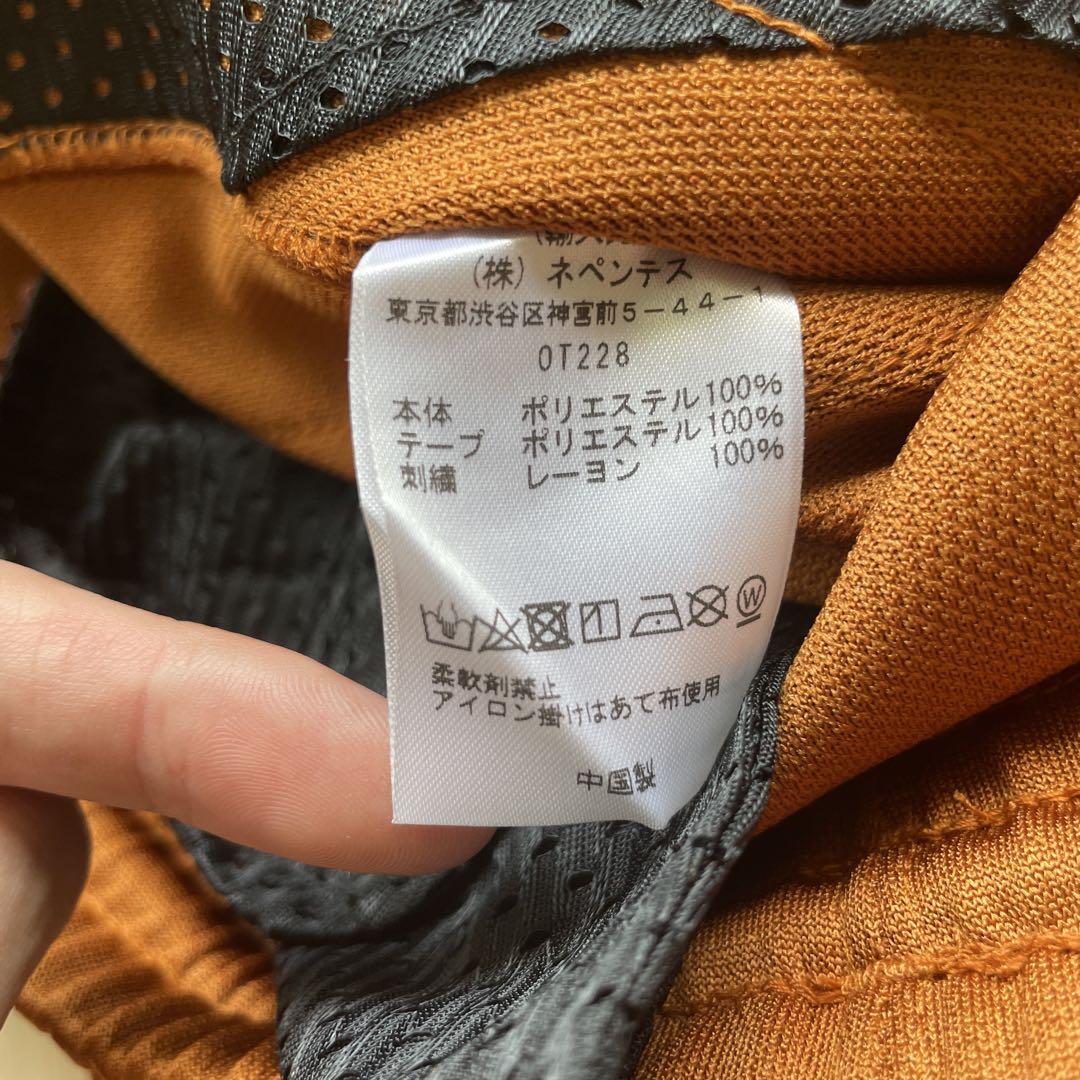 (株) ネペンテス
東京都渋谷区神宮前5-44-1
OT228
本体 ポリエステル100%
テープ ポリエステル100%
刺繍 レーヨン 100%
W
柔軟剤禁止
アイロン掛けはあて布使用
中国製